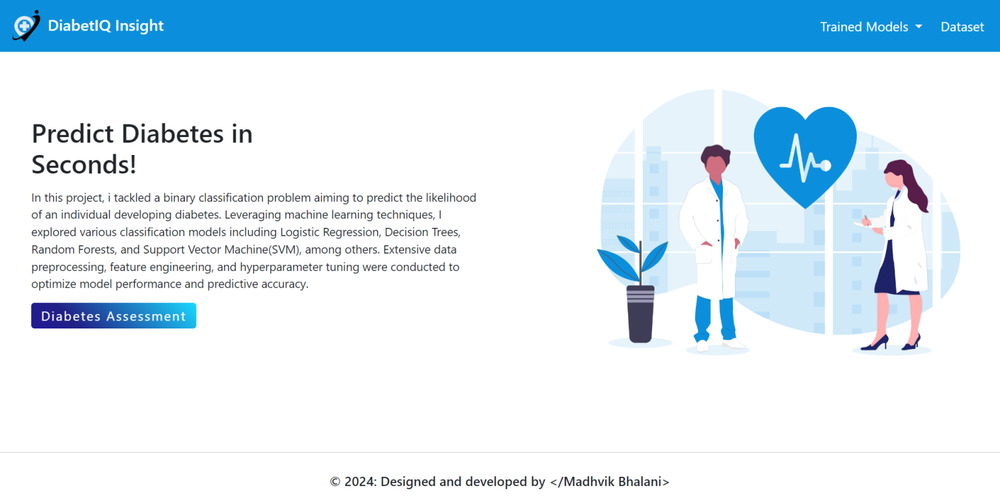 DiabetIQ Insight
Trained Models
Dataset
Predict Diabetes in
Seconds!
In this project, i tackled a binary classification problem aiming to predict the likelihood
of an individual developing diabetes. Leveraging machine learning techniques, I
explored various classification models including Logistic Regression, Decision Trees,
Random Forests, and Support Vector Machine(SVM), among others. Extensive data
preprocessing, feature engineering, and hyperparameter tuning were conducted to
optimize model performance and predictive accuracy.
Diabetes Assessment
© 2024: Designed and developed by </Madhvik Bhalani>